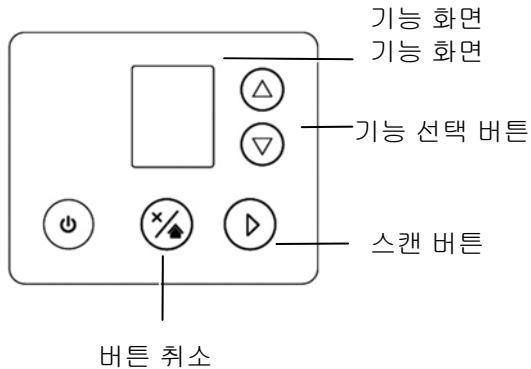 기능 화면
기능 화면
기능 선택 버튼
스캔 버튼
버튼 취소